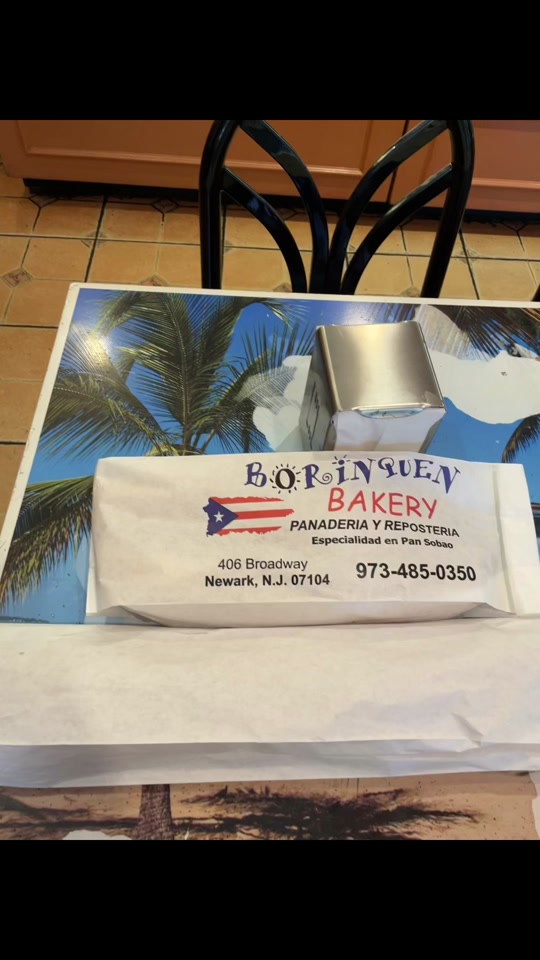 BORINQUEN
BAKERY
PANADERIA Y REPOSTERIA
Especialidad en Pan Sobao
406 Broadway
Newark, N.J. 07104
973-485-0350